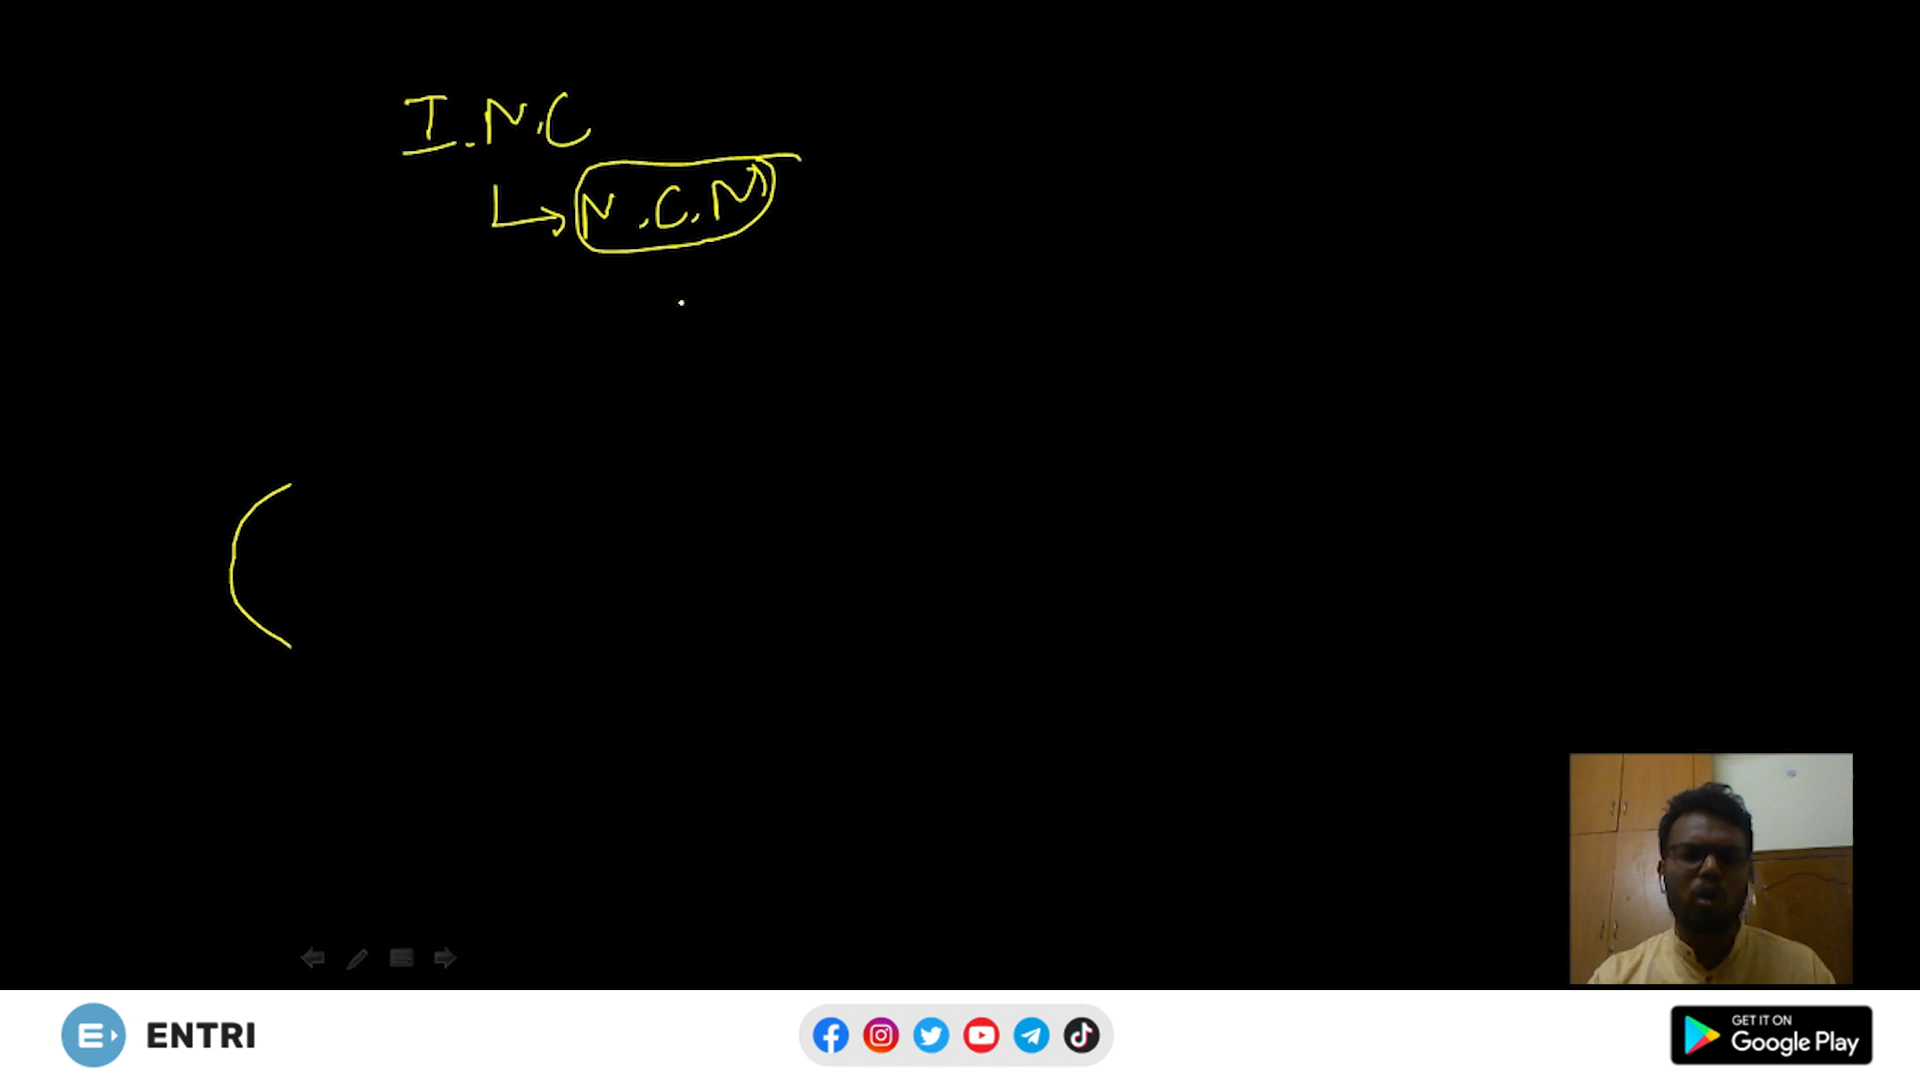 I.N.C
N.C.N
ENTRI
GET IT ON
Google Play